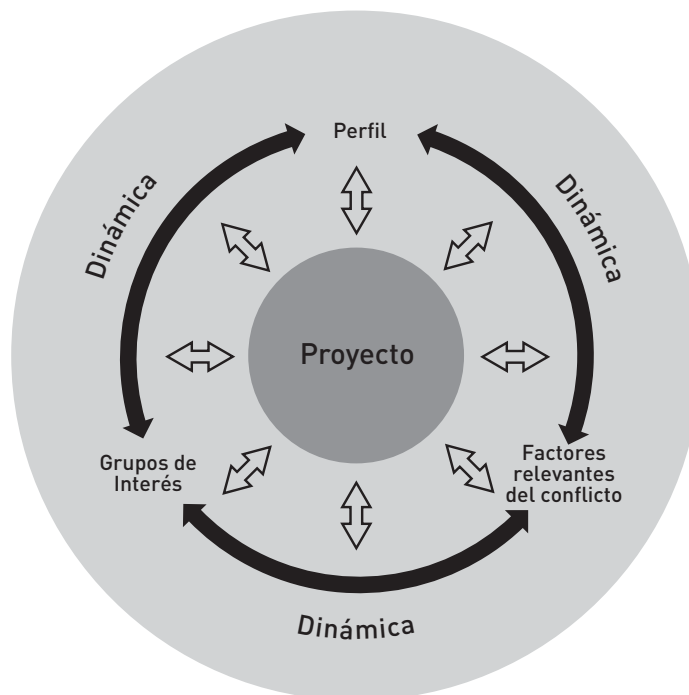 Perfil
Dinámica
Dinámica
Proyecto
Grupos de
Interés
Factores
relevantes
del conflicto
Dinámica